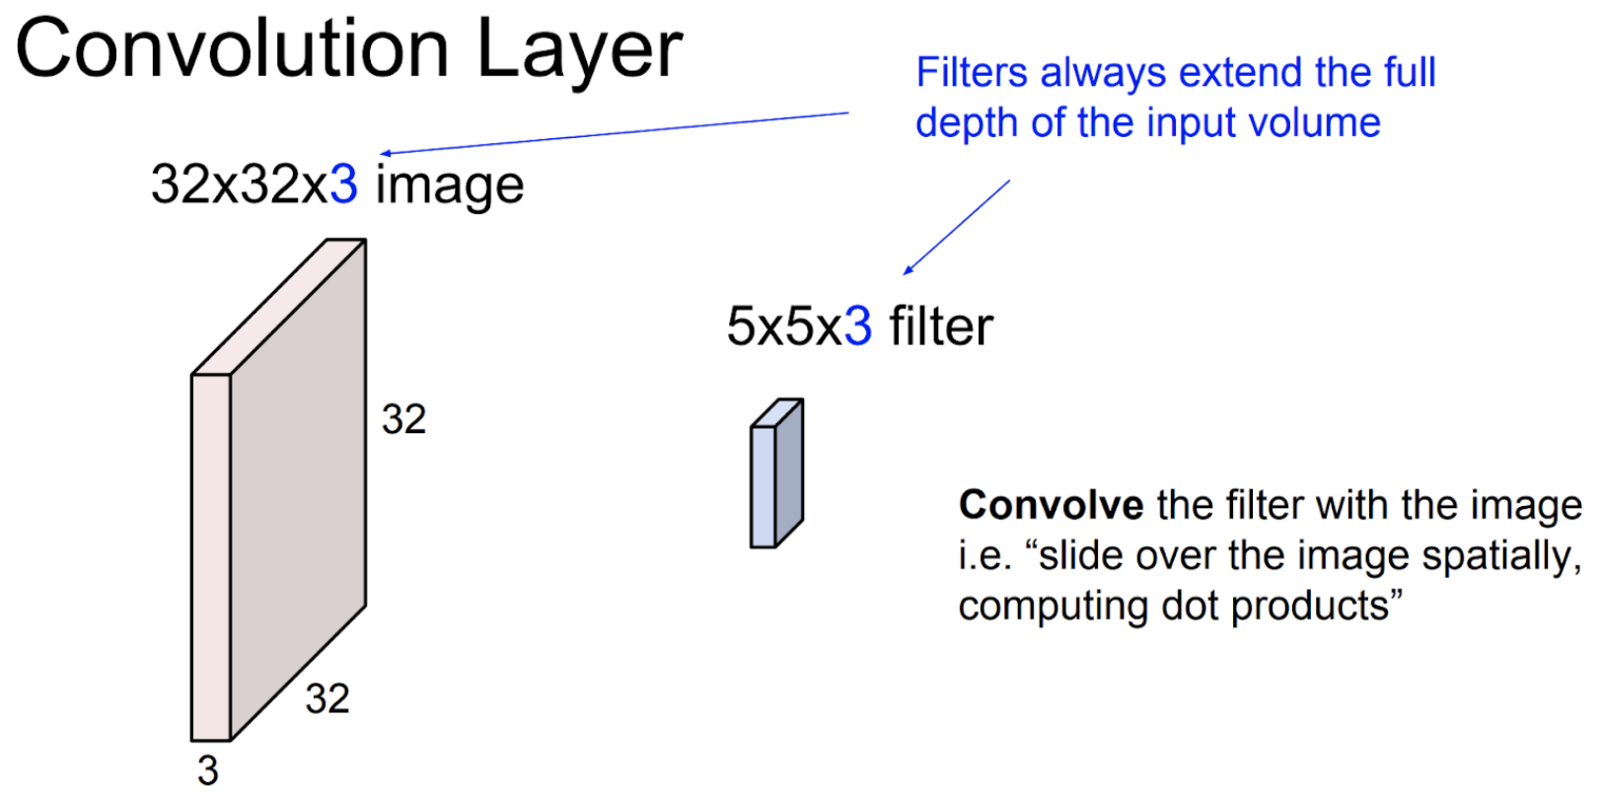 Convolution Layer
Filters always extend the full
depth of the input volume
32x32x3 image
5x5x3 filter
32
32
3
Convolve the filter with the image
i.e. “slide over the image spatially,
computing dot products”